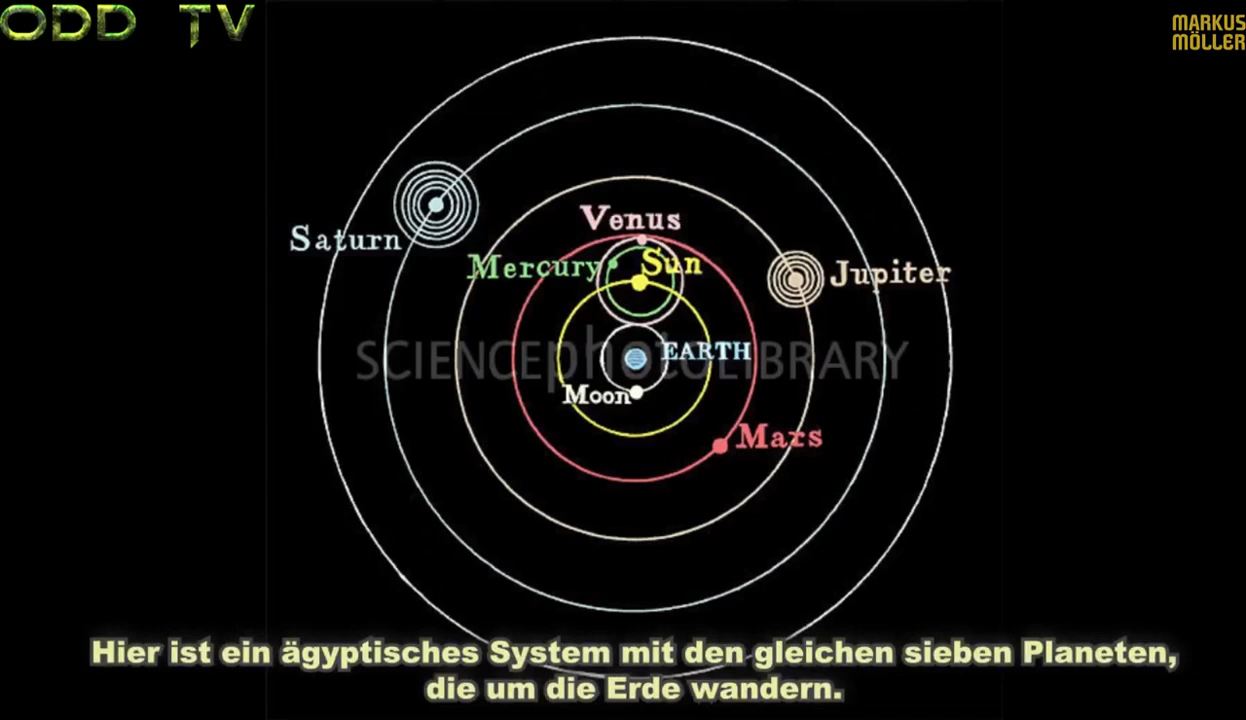 ODD TV
MARKUS
MÖLLER
Venus
Saturn
Mercury
Sun
Jupiter
EARTH
SCIENCEphotoLIBRARY
Moon
Mars
Hier ist ein ägyptisches System mit den gleichen sieben Planeten,
die um die Erde wandern.